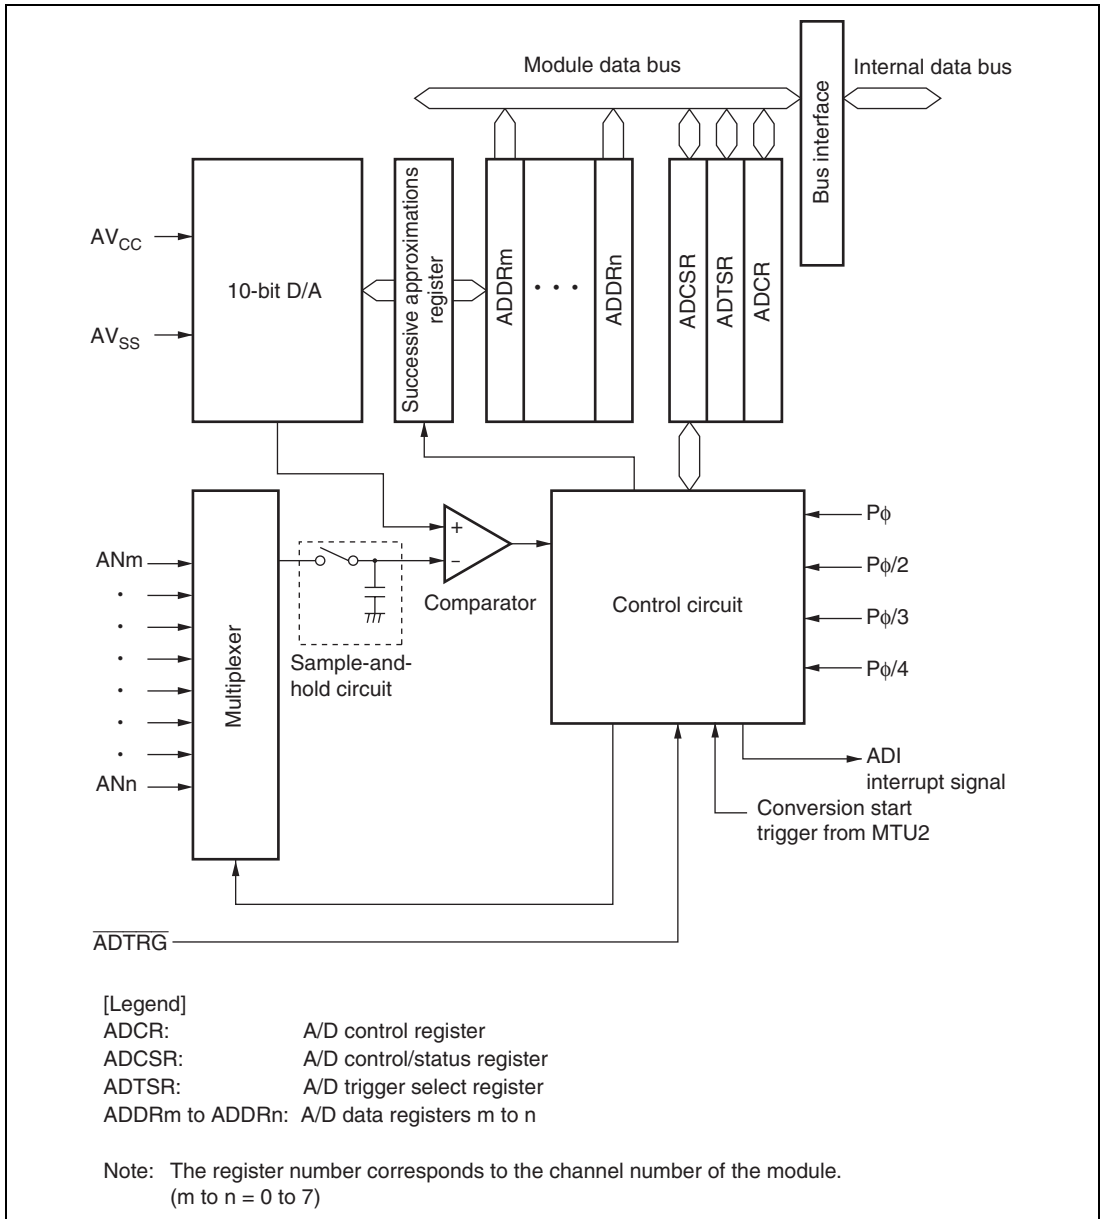 Module data bus
Internal data bus
Bus interface
AV_CC
AV_SS
10-bit D/A
Successive approximations
register
ADDRm
· · ·
ADDRn
ADCSR
ADTSR
ADCR
ANm
·
·
·
·
·
·
ANn
Multiplexer
Sample-and-
hold circuit
+
−
Comparator
Control circuit
Pφ
Pφ/2
Pφ/3
Pφ/4
ADI
interrupt signal
Conversion start
trigger from MTU2
A̅D̅T̅R̅G̅
[Legend]
ADCR: A/D control register
ADCSR: A/D control/status register
ADTSR: A/D trigger select register
ADDRm to ADDRn: A/D data registers m to n
Note: The register number corresponds to the channel number of the module.
(m to n = 0 to 7)